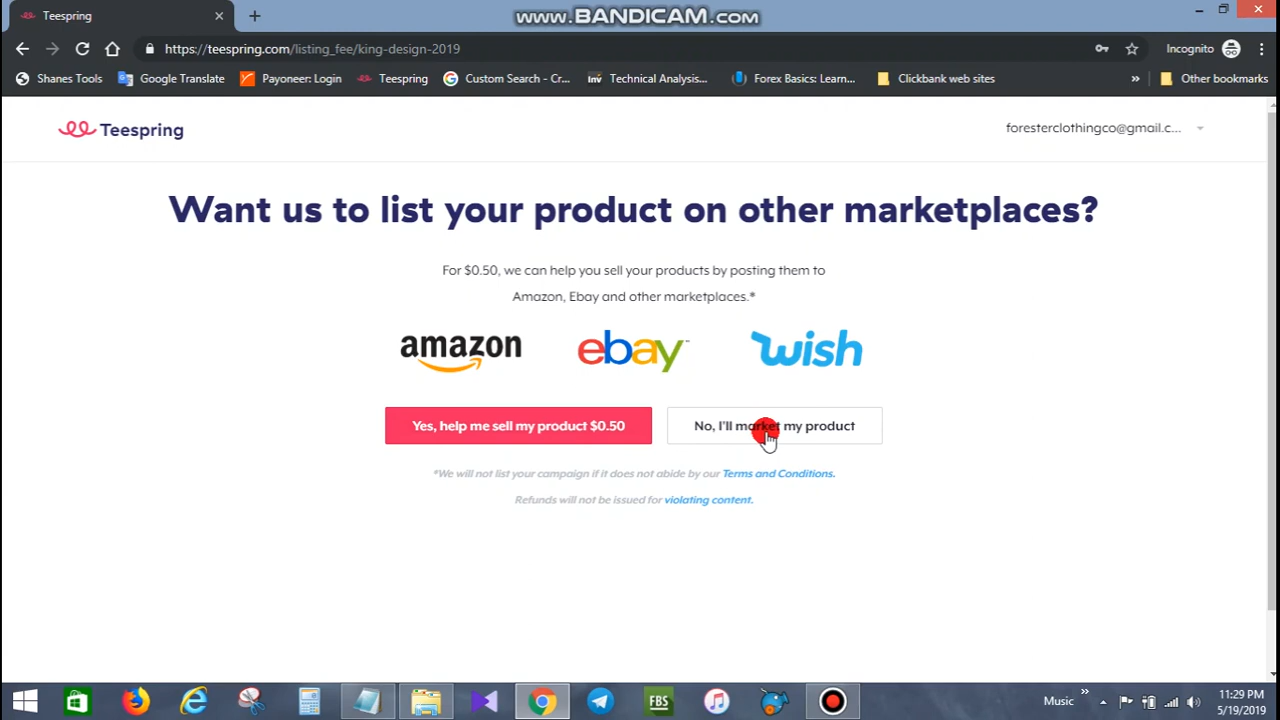 www.BANDICAM.com
Teespring
https://teespring.com/listing_fee/king-design-2019
Incognito
Shanes Tools
Google Translate
Payoneer: Login
Teespring
Custom Search - Cr...
Inv
Technical Analysis...
Forex Basics: Learn...
Clickbank web sites
»
Other bookmarks
Teespring
foresterclothingco@gmail.c...
Want us to list your product on other marketplaces?
For $0.50, we can help you sell your products by posting them to
Amazon, Ebay and other marketplaces.*
amazon
ebay™
wish
Yes, help me sell my product $0.50
No, I'll market my product
*We will not list your campaign if it does not abide by our Terms and Conditions.
Refunds will not be issued for violating content.
FBS
Music
»
11:29 PM
5/19/2019